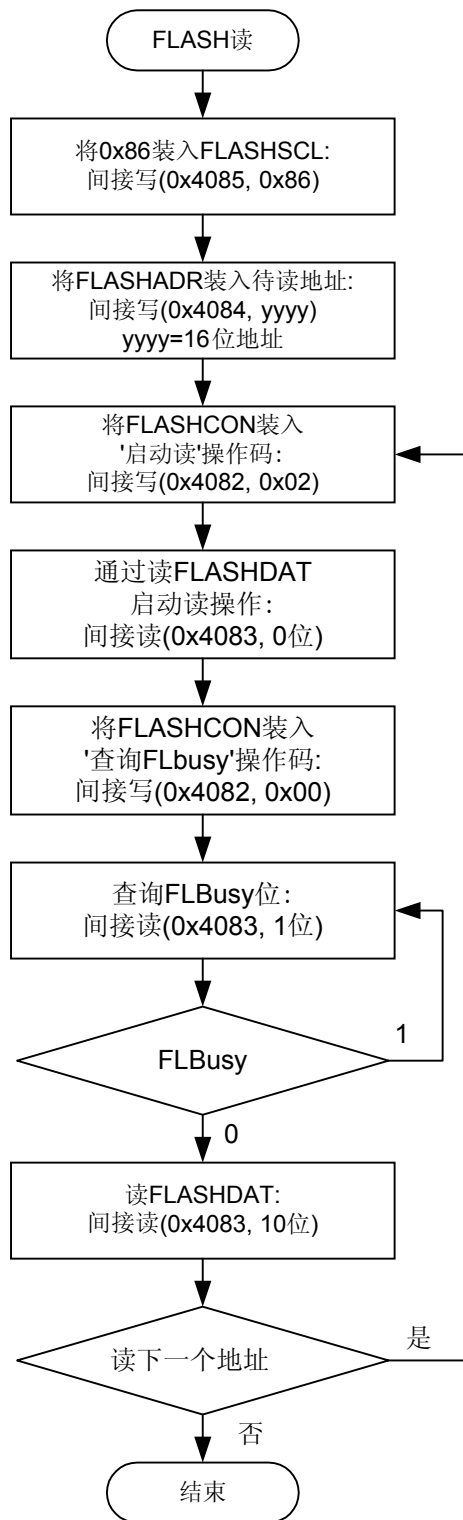 FLASH读
将0x86装入FLASHSCL:
间接写(0x4085, 0x86)
将FLASHADR装入待读地址:
间接写(0x4084, yyyy)
yyyy=16位地址
将FLASHCON装入
'启动读'操作码:
间接写(0x4082, 0x02)
通过读FLASHDAT
启动读操作:
间接读(0x4083, 0位)
将FLASHCON装入
'查询FLbusy'操作码:
间接写(0x4082, 0x00)
查询FLBusy位:
间接读(0x4083, 1位)
FLBusy
1
0
读FLASHDAT:
间接读(0x4083, 10位)
读下一个地址
是
否
结束